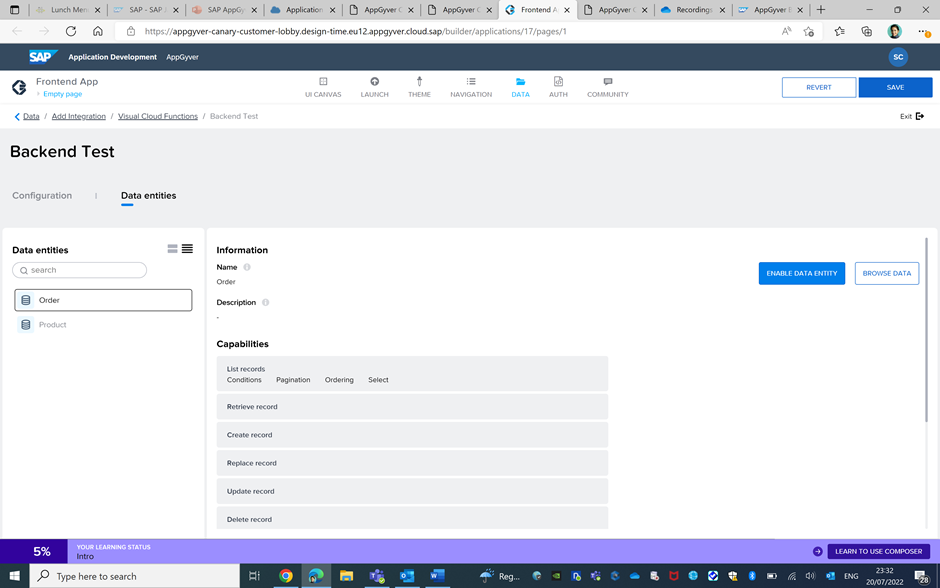 Lunch Menu
SAP - SAP A
SAP AppGy
Application
AppGyver C
AppGyver C
Frontend A
AppGyver C
Recordings
AppGyver
https://appgyver-canary-customer-lobby.design-time.eu12.appgyver.cloud.sap/builder/applications/17/pages/1
SAP Application Development AppGyver SC
Frontend App
Empty page
UI CANVAS LAUNCH THEME NAVIGATION DATA AUTH COMMUNITY
REVERT SAVE
Data / Add Integration / Visual Cloud Functions / Backend Test Exit
Backend Test
Configuration | Data entities
Data entities
search
Order
Product
Information
Name
Order
ENABLE DATA ENTITY BROWSE DATA
Description
-
Capabilities
List records
Conditions Pagination Ordering Select
Retrieve record
Create record
Replace record
Update record
Delete record
5% YOUR LEARNING STATUS
Intro
LEARN TO USE COMPOSER
Type here to search
Reg...
ENG
23:32
20/07/2022
28